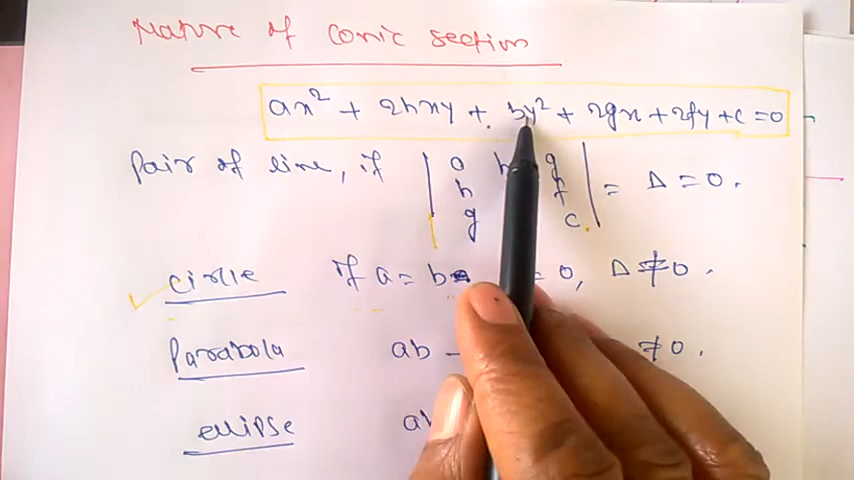 Nature of conic section
ax² + 2hxy + by² + 2gx + 2fy + c = 0
Pair of line, if | a h g
h f
g c | = Δ = 0.
Circle if a = b = 0, Δ ≠ 0.
Parabola ab - ≠ 0.
ellipse ab